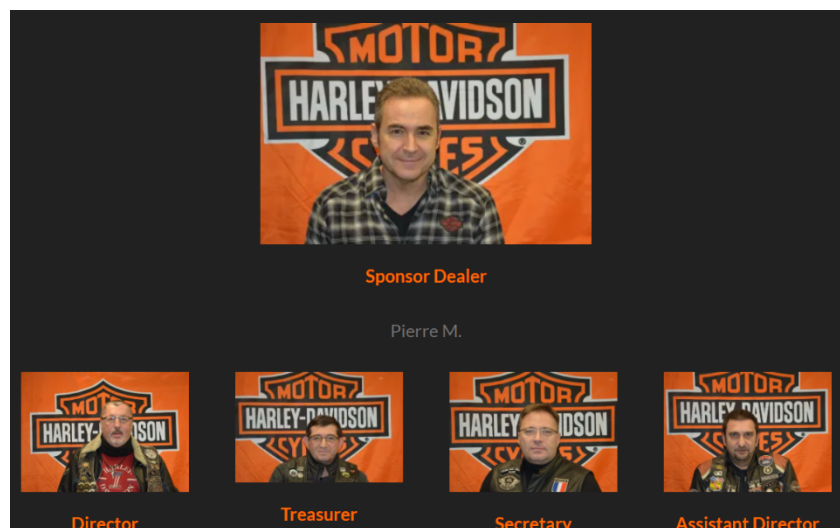 MOTOR
HARLEY-DAVIDSON
CYCLES
Sponsor Dealer
Pierre M.
MOTOR
HARLEY-DAVIDSON
MOTOR
HARLEY-DAVIDSON
CYCLES
MOTOR
HARLEY-DAVIDSON
CYCLES
MOTOR
HARLEY-DAVIDSON
CYCLES
Director
Treasurer
Secretary
Assistant Director